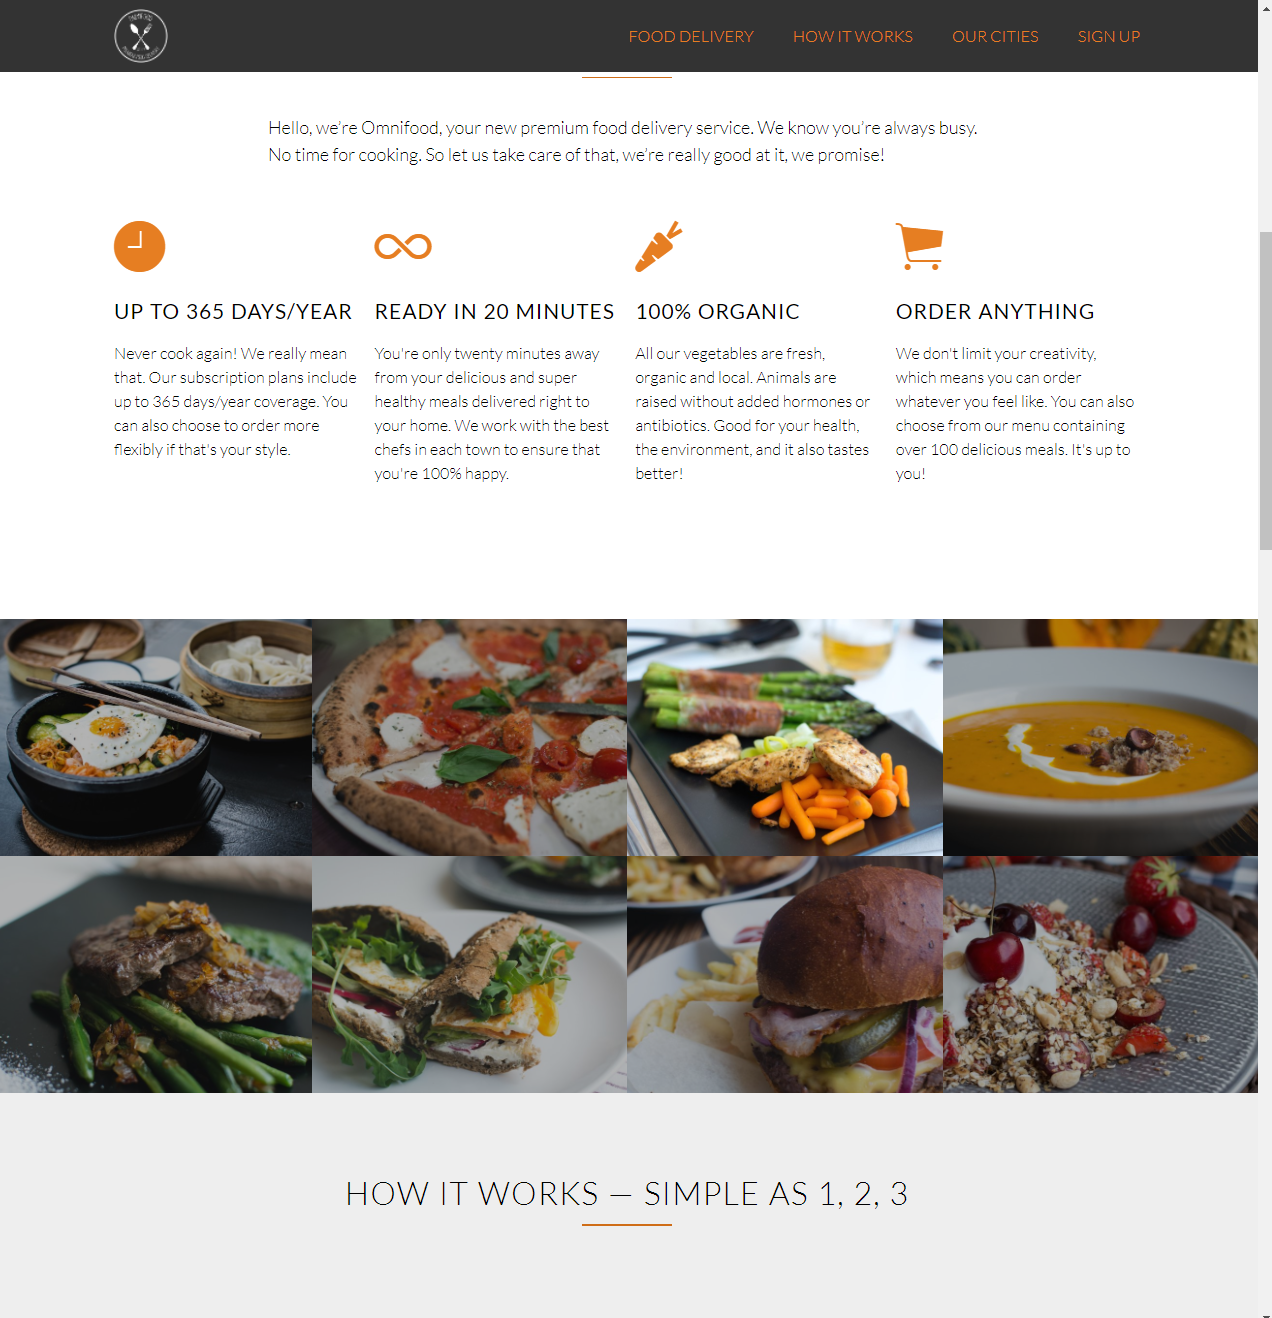 FOOD DELIVERY HOW IT WORKS OUR CITIES SIGN UP
Hello, we’re Omnifood, your new premium food delivery service. We know you’re always busy.
No time for cooking. So let us take care of that, we’re really good at it, we promise!
UP TO 365 DAYS/YEAR
Never cook again! We really mean
that. Our subscription plans include
up to 365 days/year coverage. You
can also choose to order more
flexibly if that's your style.
READY IN 20 MINUTES
You're only twenty minutes away
from your delicious and super
healthy meals delivered right to
your home. We work with the best
chefs in each town to ensure that
you're 100% happy.
100% ORGANIC
All our vegetables are fresh,
organic and local. Animals are
raised without added hormones or
antibiotics. Good for your health,
the environment, and it also tastes
better!
ORDER ANYTHING
We don't limit your creativity,
which means you can order
whatever you feel like. You can also
choose from our menu containing
over 100 delicious meals. It's up to
you!
HOW IT WORKS — SIMPLE AS 1, 2, 3